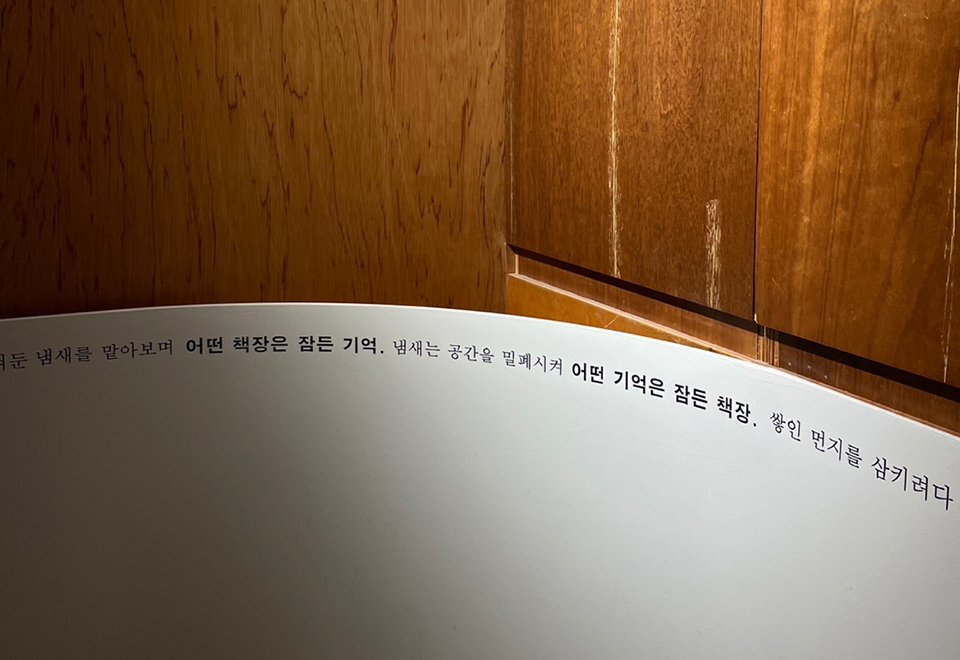 냄새를 맡아보며 어떤 책장은 잠든 기억. 냄새는 공간을 밀폐시켜 어떤 기억은 잠든 책장. 쌓인 먼지를 삼키려다